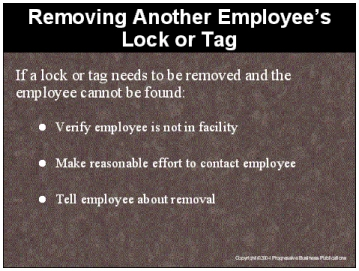 Removing Another Employee's
Lock or Tag
If a lock or tag needs to be removed and the
employee cannot be found:
Verify employee is not in facility
Make reasonable effort to contact employee
Tell employee about removal
Progressive Business Publications